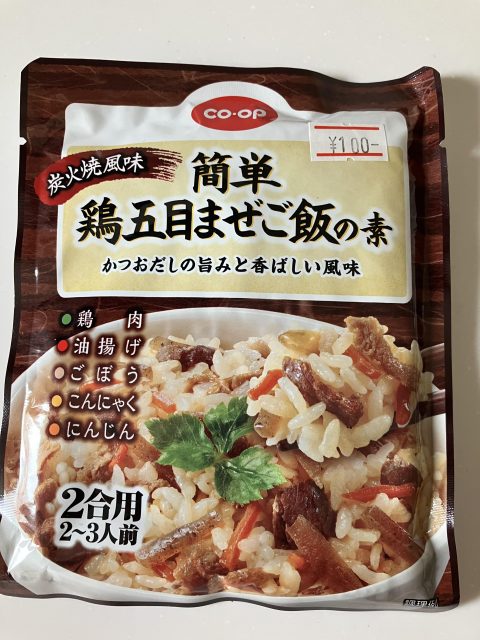 CO·OP
¥100-
炭火焼風味
簡単
鶏五目まぜご飯の素
かつおだしの旨みと香ばしい風味
鶏肉
油揚げ
ごぼう
こんにゃく
にんじん
2合用
2〜3人前
調理例